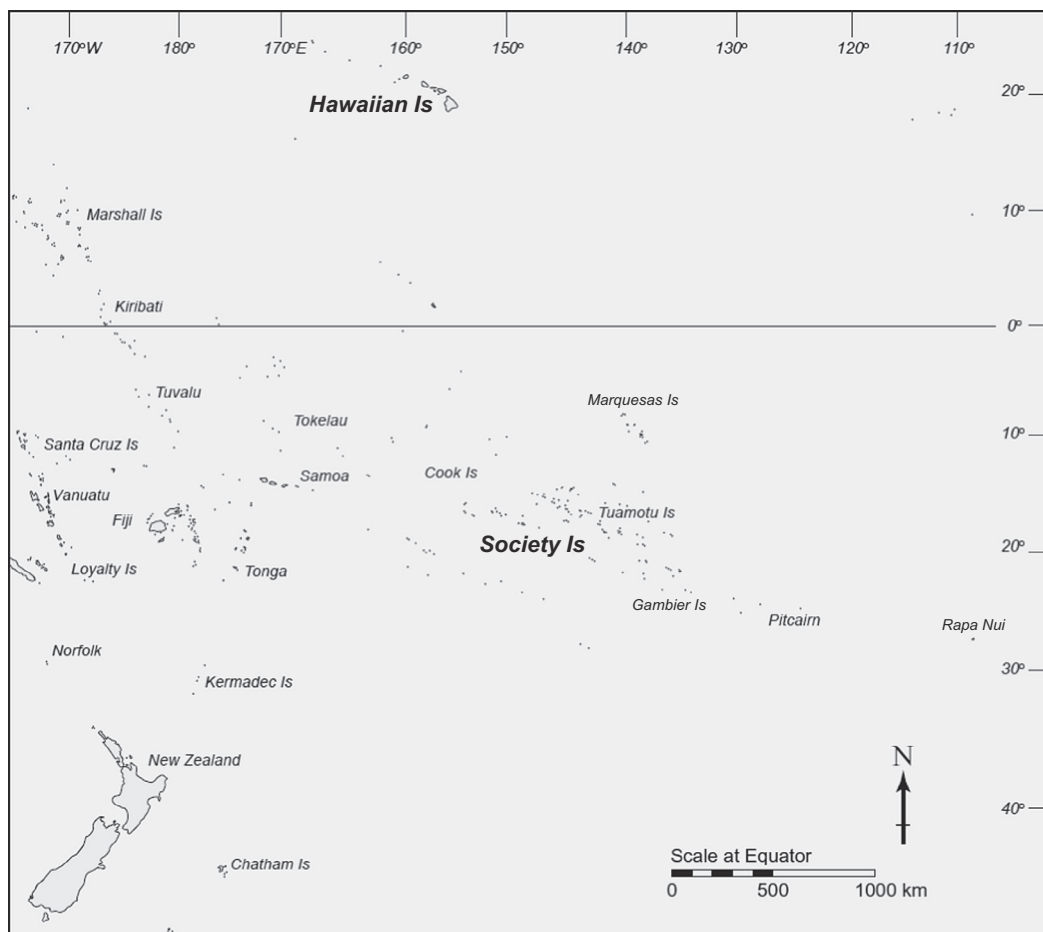 170°W 180° 170°E 160° 150° 140° 130° 120° 110°
20°
Hawaiian Is
10°
Marshall Is
Kiribati
0°
Tuvalu
Marquesas Is
Tokelau
10°
Santa Cruz Is
Cook Is
Samoa
Vanuatu
Tuamotu Is
Fiji
Society Is
20°
Loyalty Is
Tonga
Gambier Is
Pitcairn
Rapa Nui
Norfolk
30°
Kermadec Is
N
New Zealand
40°
Scale at Equator
Chatham Is
0 500 1000 km